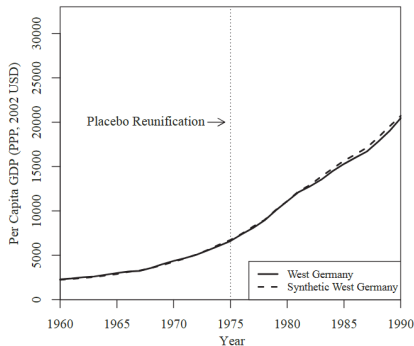 Per Capita GDP (PPP, 2002 USD)
30000
25000
20000
15000
10000
5000
0
Placebo Reunification
West Germany
Synthetic West Germany
1960 1965 1970 1975 1980 1985 1990
Year